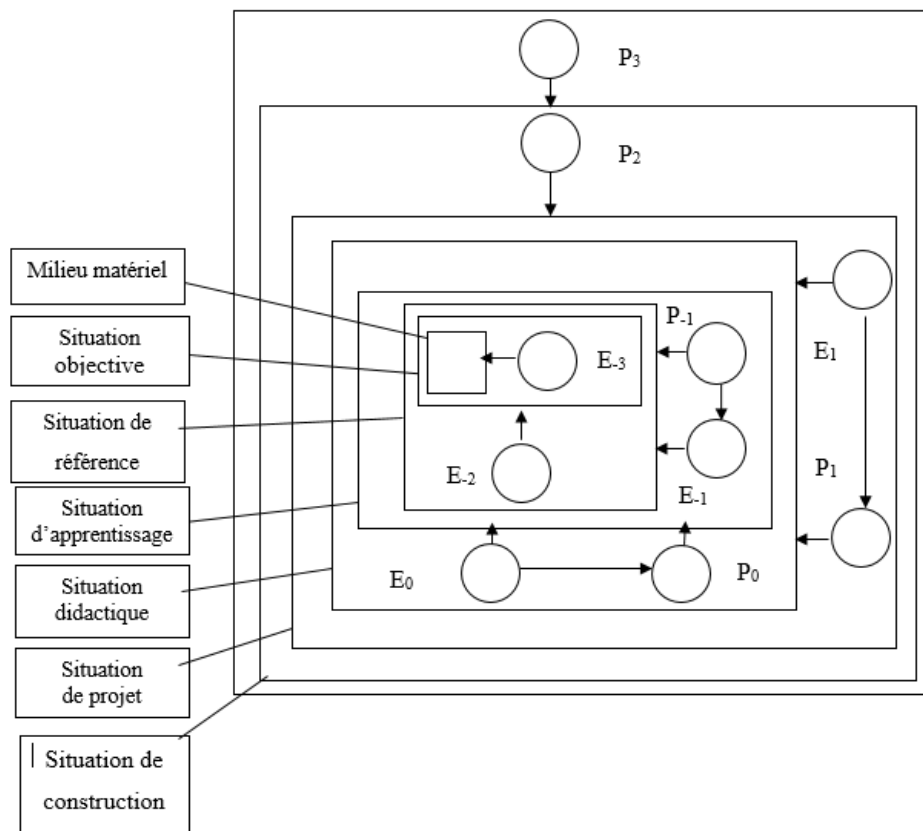 P₃
P₂
Milieu matériel
Situation
objective
Situation de
référence
Situation
d’apprentissage
Situation
didactique
Situation
de projet
Situation de
construction
P₋₁
E₋₃
E₁
E₋₂
E₋₁
P₁
E₀
P₀